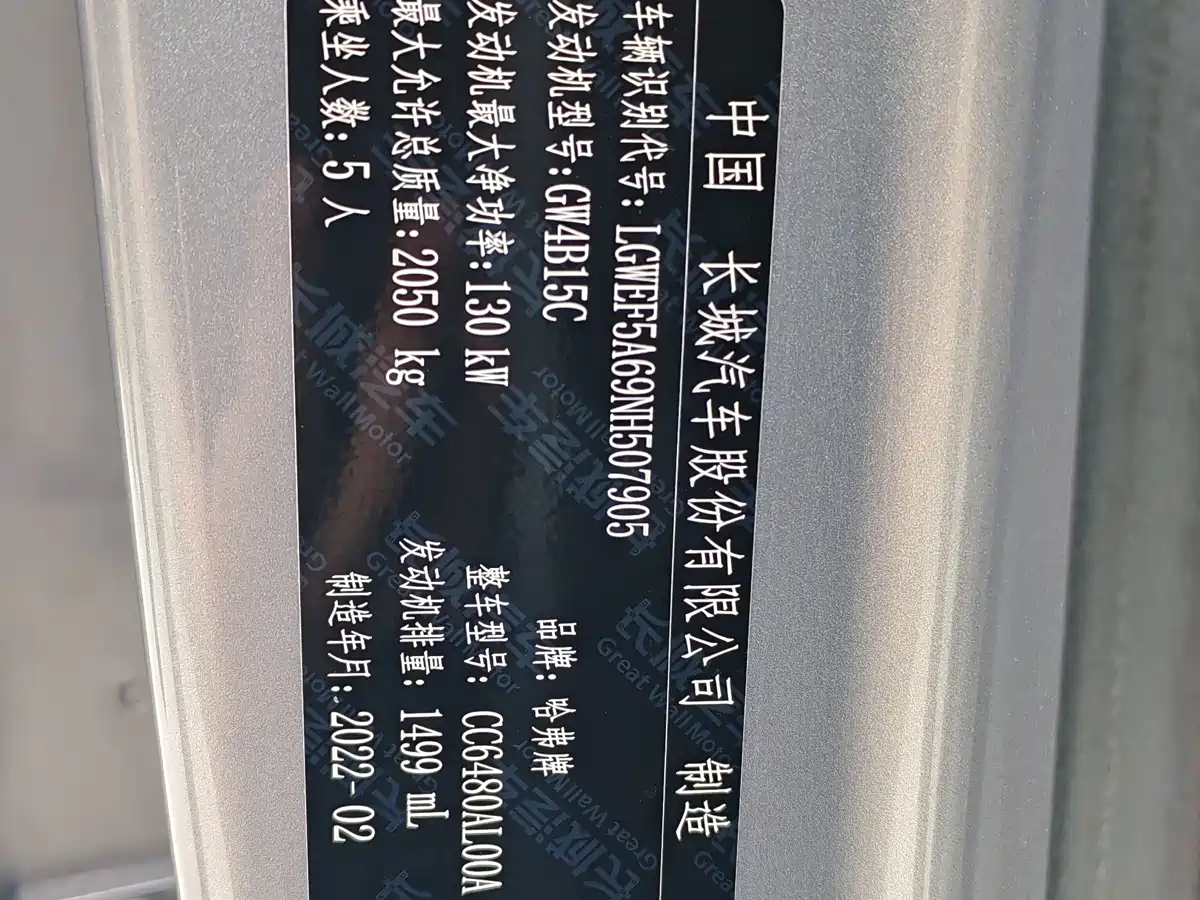 中国 长城汽车股份有限公司 制造
车辆识别代号: LGWEF5A69NH507905
发动机型号: GW4B15C 品牌: 哈弗牌
发动机最大净功率: 130 kW 整车型号: CC6480AL00A
最大允许总质量: 2050 kg 发动机排量: 1499 mL
乘坐人数: 5 人 制造年月: 2022-02